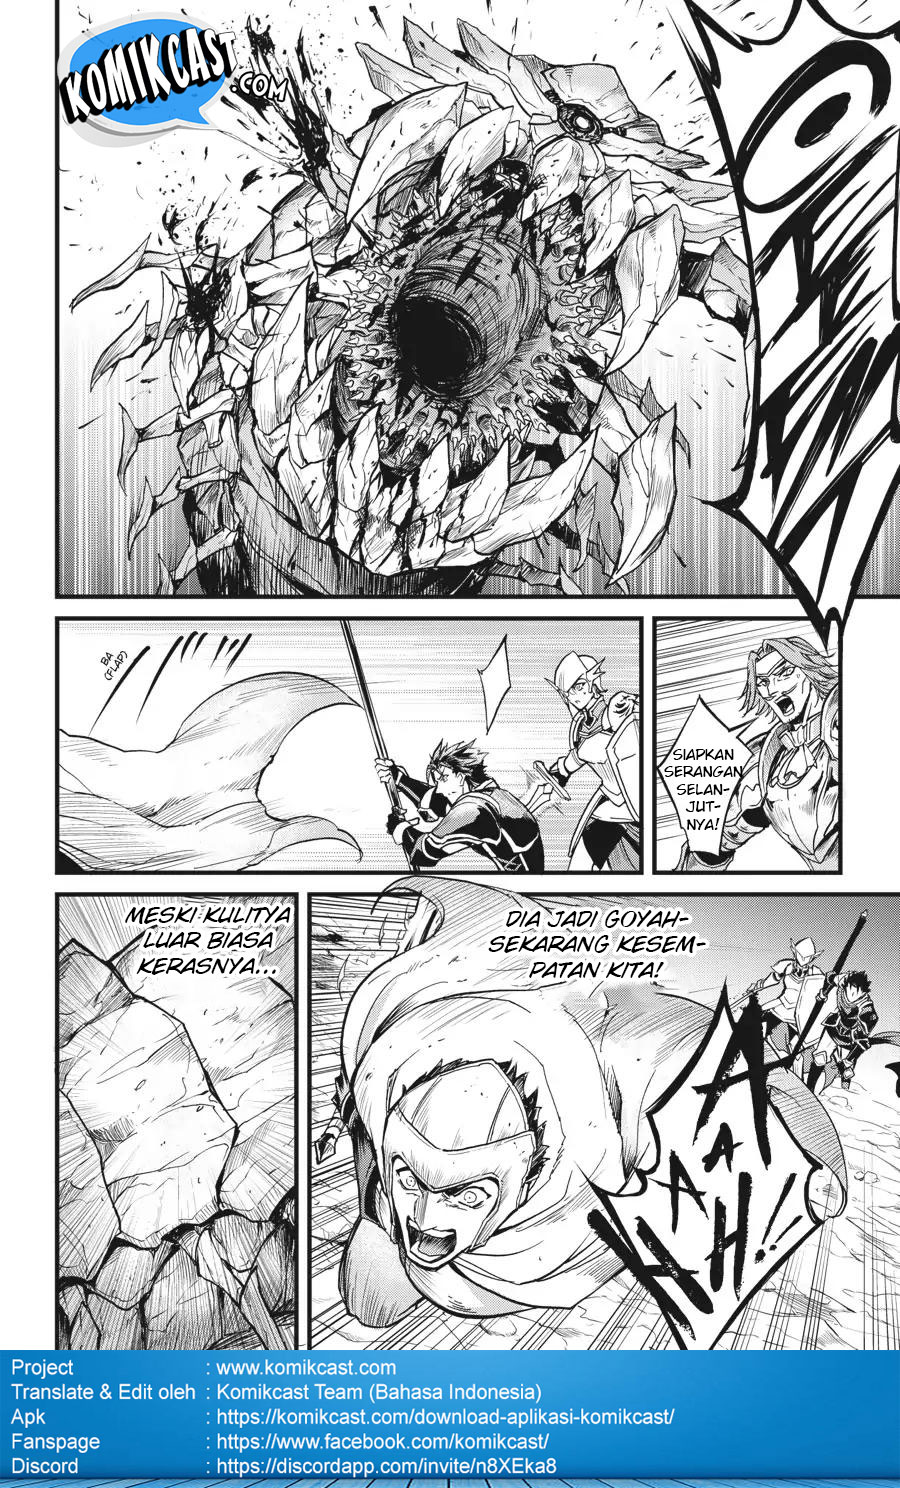 KOMIKCAST
.COM
SIAPKAN
SERANGAN
SELAN-
JUT-
NYA!
BA
(FLAP)
DIA JADI GOYAH-
SEKARANG KESEM-
PATAN KITA!
AAAA
HH!!
MESKI KULITYA
LUAR BIASA
KERASNYA...
Project : www.komikcast.com
Translate & Edit oleh : Komikcast Team (Bahasa Indonesia)
Apk : https://komikcast.com/download-aplikasi-komikcast/
Fanspage : https://www.facebook.com/komikcast/
Discord : https://discordapp.com/invite/n8XEka8